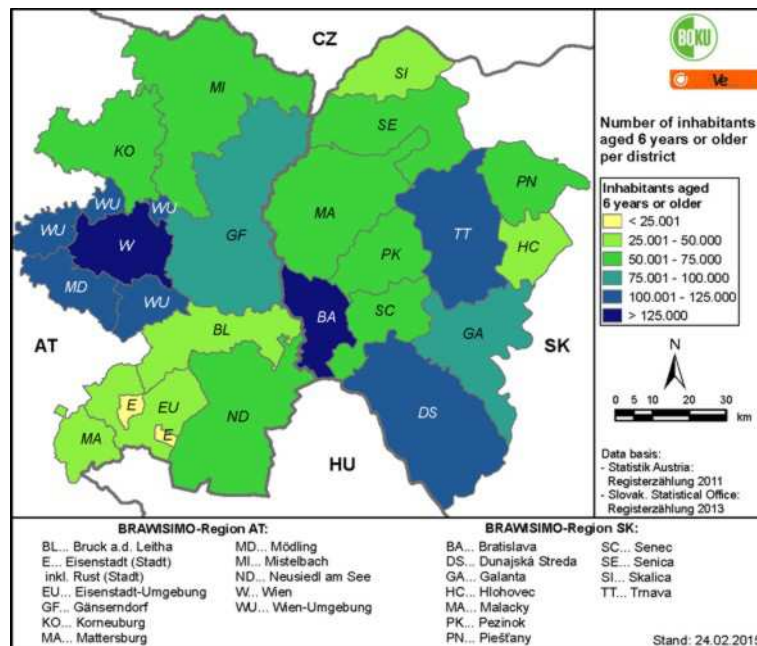 CZ
SI
MI
SE
KO
PN
WU
WU
MA
WU
GF
TT
HC
W
PK
MD
WU
BA
SC
BL
GA
AT
SK
E
EU
ND
DS
MA
E
HU
BOKU
Ve
Number of inhabitants
aged 6 years or older
per district
Inhabitants aged
6 years or older
< 25.001
25.001 - 50.000
50.001 - 75.000
75.001 - 100.000
100.001 - 125.000
> 125.000
N
0 5 10 20 30
km
Data basis:
- Statistik Austria:
Registerzählung 2011
- Slovak. Statistical Office:
Registerzählung 2013
BRAWISIMO-Region AT:
BL... Bruck a.d. Leitha
E... Eisenstadt (Stadt)
inkl. Rust (Stadt)
EU... Eisenstadt-Umgebung
GF... Gänserndorf
KO... Korneuburg
MA... Mattersburg
MD... Mödling
MI... Mistelbach
ND... Neusiedl am See
W... Wien
WU... Wien-Umgebung
BRAWISIMO-Region SK:
BA... Bratislava
DS... Dunajská Streda
GA... Galanta
HC... Hlohovec
MA... Malacky
PK... Pezinok
PN... Piešťany
SC... Senec
SE... Senica
SI... Skalica
TT... Trnava
Stand: 24.02.2015